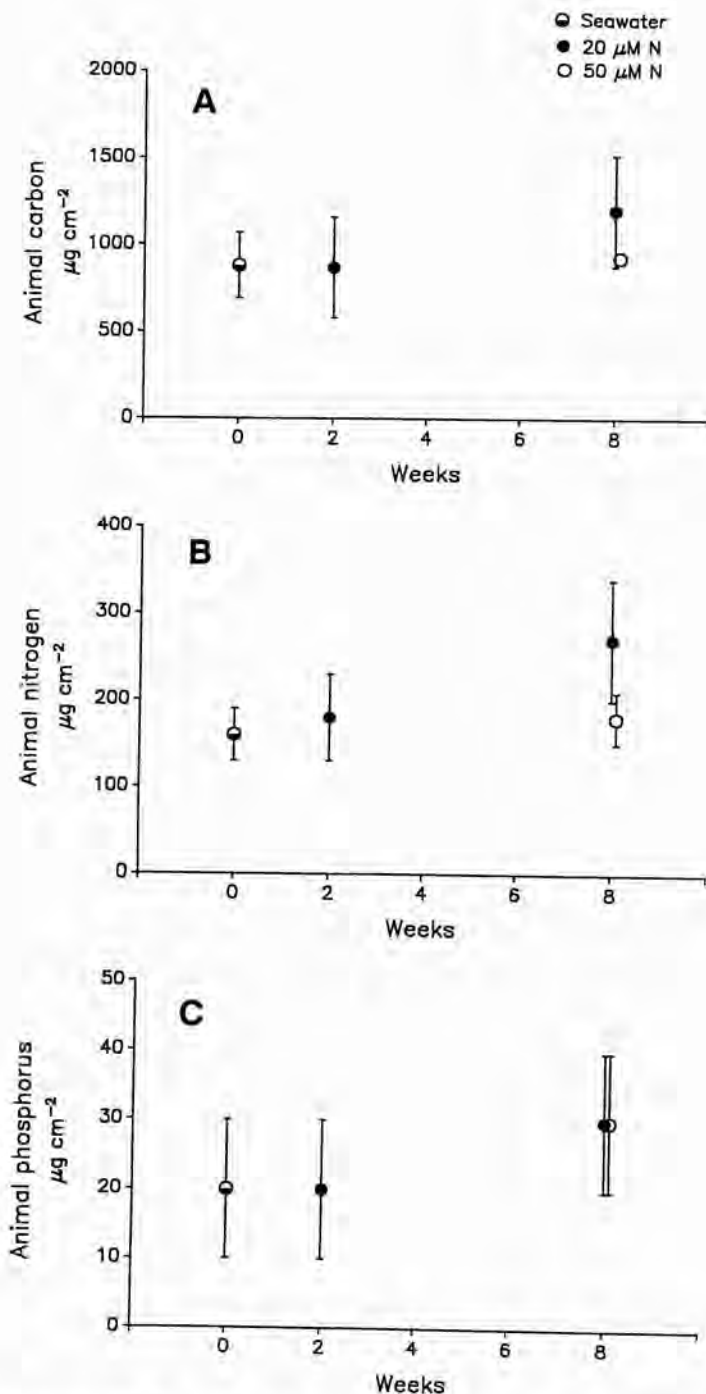 Seawater
20 μM N
50 μM N
A
2000
1500
1000
500
0
Animal carbon
μg cm⁻²
0 2 4 6 8
Weeks
B
400
300
200
100
0
Animal nitrogen
μg cm⁻²
0 2 4 6 8
Weeks
C
50
40
30
20
10
0
Animal phosphorus
μg cm⁻²
0 2 4 6 8
Weeks